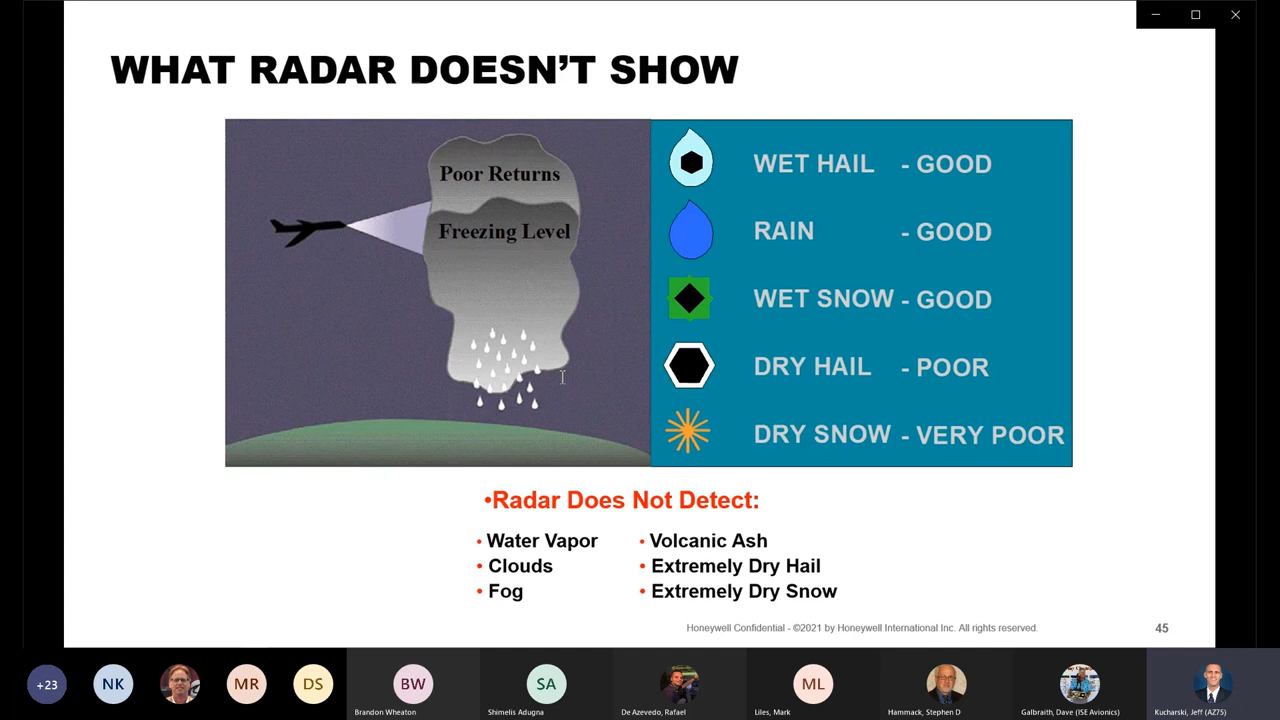 WHAT RADAR DOESN'T SHOW
Poor Returns
Freezing Level
WET HAIL - GOOD
RAIN - GOOD
WET SNOW - GOOD
DRY HAIL - POOR
DRY SNOW - VERY POOR
•Radar Does Not Detect:
• Water Vapor
• Clouds
• Fog
• Volcanic Ash
• Extremely Dry Hail
• Extremely Dry Snow
Honeywell Confidential - ©2021 by Honeywell International Inc. All rights reserved.
45
+23
NK
MR
DS
BW
Brandon Wheaton
SA
Shimelis Adugna
De Azevedo, Rafael
ML
Liles, Mark
Hammack, Stephen D
Galbraith, Dave (ISE Avionics)
Kucharski, Jeff (AZ75)